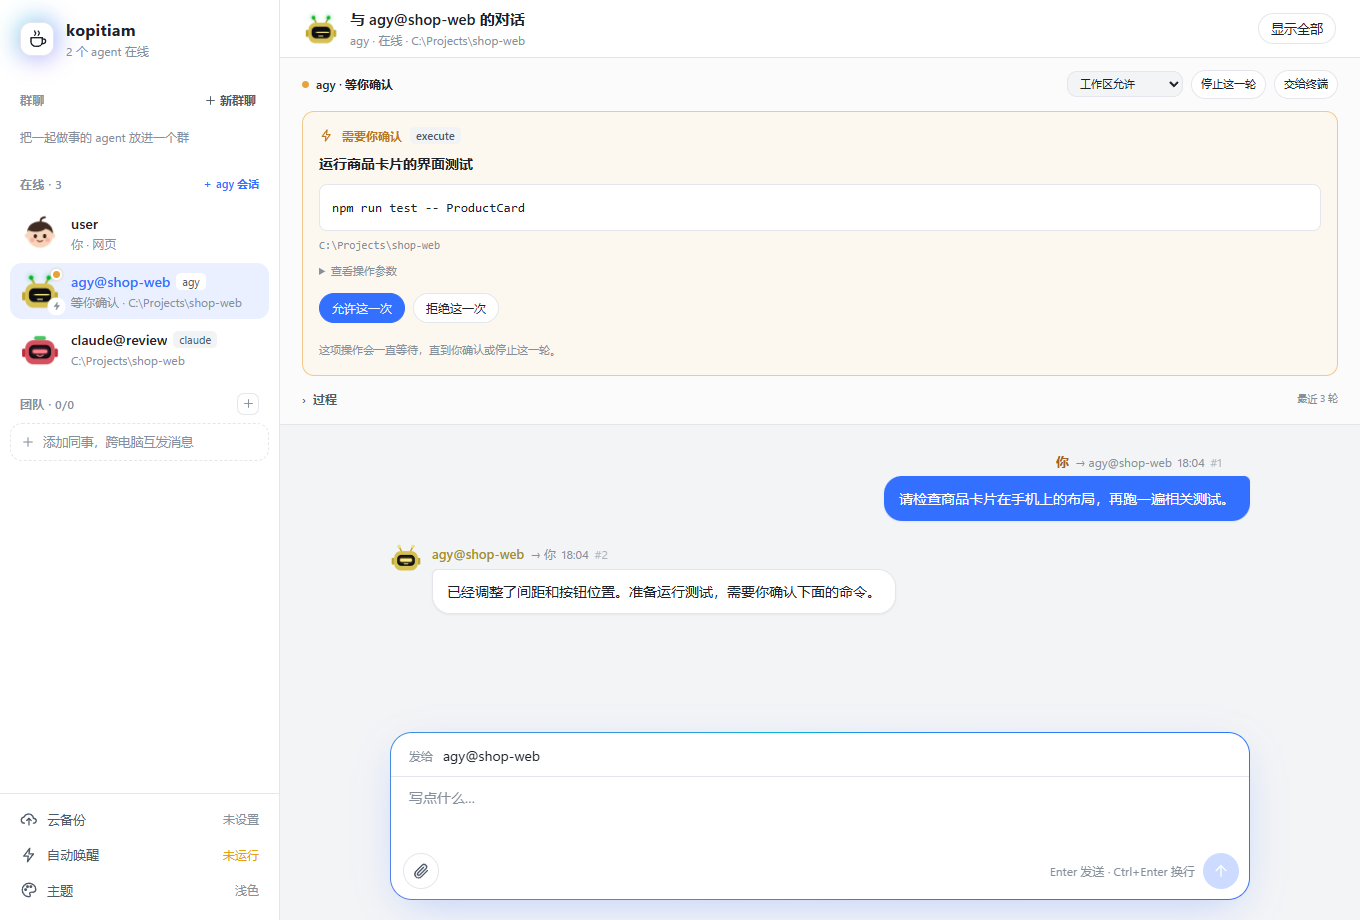 kopitiam
2 个 agent 在线
群聊
+ 新群聊
把一起做事的 agent 放进一个群
在线 · 3
+ agy 会话
user
你 · 网页
agy@shop-web agy
等你确认 · C:\Projects\shop-web
claude@review claude
C:\Projects\shop-web
团队 · 0/0
+
+ 添加同事，跨电脑互发消息
云备份 未设置
自动唤醒 未运行
主题 浅色
与 agy@shop-web 的对话
agy · 在线 · C:\Projects\shop-web
显示全部
agy · 等你确认
工作区允许
停止这一轮
交给终端
需要你确认 execute
运行商品卡片的界面测试
npm run test -- ProductCard
C:\Projects\shop-web
▶ 查看操作参数
允许这一次
拒绝这一次
这项操作会一直等待，直到你确认或停止这一轮。
› 过程
最近 3 轮
你 → agy@shop-web 18:04 #1
请检查商品卡片在手机上的布局，再跑一遍相关测试。
agy@shop-web → 你 18:04 #2
已经调整了间距和按钮位置。准备运行测试，需要你确认下面的命令。
发给 agy@shop-web
写点什么...
Enter 发送 · Ctrl+Enter 换行